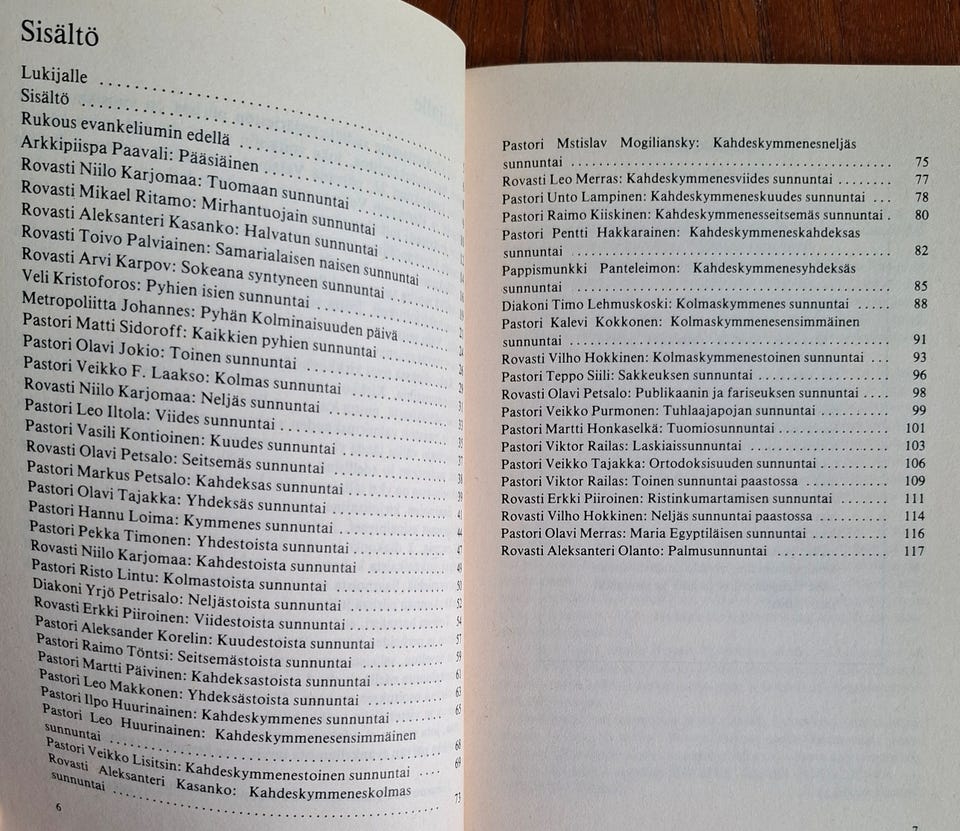 Sisältö
Lukijalle
Sisältö
Rukous evankeliumin edellä
Arkkipiispa Paavali: Pääsiäinen
Rovasti Niilo Karjomaa: Tuomaan sunnuntai
Rovasti Mikael Ritamo: Mirhantuojain sunnuntai
Rovasti Aleksanteri Kasanko: Halvatun sunnuntai
Rovasti Toivo Palviainen: Samarialaisen naisen sunnuntai
Rovasti Arvi Karpov: Sokeana syntyneen sunnuntai
Veli Kristoforos: Pyhien isien sunnuntai
Metropoliitta Johannes: Pyhän Kolminaisuuden päivä
Pastori Matti Sidoroff: Kaikkien pyhien sunnuntai
Pastori Olavi Jokio: Toinen sunnuntai
Pastori Veikko F. Laakso: Kolmas sunnuntai
Rovasti Niilo Karjomaa: Neljäs sunnuntai
Pastori Leo Iltola: Viides sunnuntai
Pastori Vasili Kontioinen: Kuudes sunnuntai
Rovasti Olavi Petsalo: Seitsemäs sunnuntai
Pastori Markus Petsalo: Kahdeksas sunnuntai
Pastori Olavi Tajakka: Yhdeksäs sunnuntai
Pastori Hannu Loima: Kymmenes sunnuntai
Pastori Pekka Timonen: Yhdestoista sunnuntai
Rovasti Niilo Karjomaa: Kahdestoista sunnuntai
Pastori Risto Lintu: Kolmastoista sunnuntai
Diakoni Yrjö Petrisalo: Neljästoista sunnuntai
Rovasti Erkki Piiroinen: Viidestoista sunnuntai
Pastori Aleksander Korelin: Kuudestoista sunnuntai
Pastori Raimo Töntsi: Seitsemästoista sunnuntai
Pastori Martti Päivinen: Kahdeksastoista sunnuntai
Pastori Leo Makkonen: Yhdeksästoista sunnuntai
Pastori Ilpo Huurinainen: Kahdeskymmenes sunnuntai
Pastori Leo Huurinainen: Kahdeskymmenesensimmäinen
sunnuntai ........ 68
Pastori Veikko Lisitsin: Kahdeskymmenestoinen sunnuntai .... 69
Rovasti Aleksanteri Kasanko: Kahdeskymmeneskolmas
sunnuntai ........ 73
6
Pastori Mstislav Mogiliansky: Kahdeskymmenesneljäs
sunnuntai ........ 75
Rovasti Leo Merras: Kahdeskymmenesviides sunnuntai ........ 77
Pastori Unto Lampinen: Kahdeskymmeneskuudes sunnuntai ... 78
Pastori Raimo Kiiskinen: Kahdeskymmenesseitsemäs sunnuntai . 80
Pastori Pentti Hakkarainen: Kahdeskymmeneskahdeksas
sunnuntai ........ 82
Pappismunkki Panteleimon: Kahdeskymmenesyhdeksäs
sunnuntai ........ 85
Diakoni Timo Lehmuskoski: Kolmaskymmenes sunnuntai ..... 88
Pastori Kalevi Kokkonen: Kolmaskymmenesensimmäinen
sunnuntai ........ 91
Rovasti Vilho Hokkinen: Kolmaskymmenestoinen sunnuntai ... 93
Pastori Teppo Siili: Sakkeuksen sunnuntai ........ 96
Rovasti Olavi Petsalo: Publikaanin ja fariseuksen sunnuntai .... 98
Pastori Veikko Purmonen: Tuhlaajapojan sunnuntai ........ 99
Pastori Martti Honkaselkä: Tuomiosunnuntai ........ 101
Pastori Viktor Railas: Laskiaissunnuntai ........ 103
Pastori Veikko Tajakka: Ortodoksisuuden sunnuntai ........ 106
Pastori Viktor Railas: Toinen sunnuntai paastossa ........ 109
Rovasti Erkki Piiroinen: Ristinkumartamisen sunnuntai ........ 111
Rovasti Vilho Hokkinen: Neljäs sunnuntai paastossa ........ 114
Pastori Olavi Merras: Maria Egyptiläisen sunnuntai ........ 116
Rovasti Aleksanteri Olanto: Palmusunnuntai ........ 117